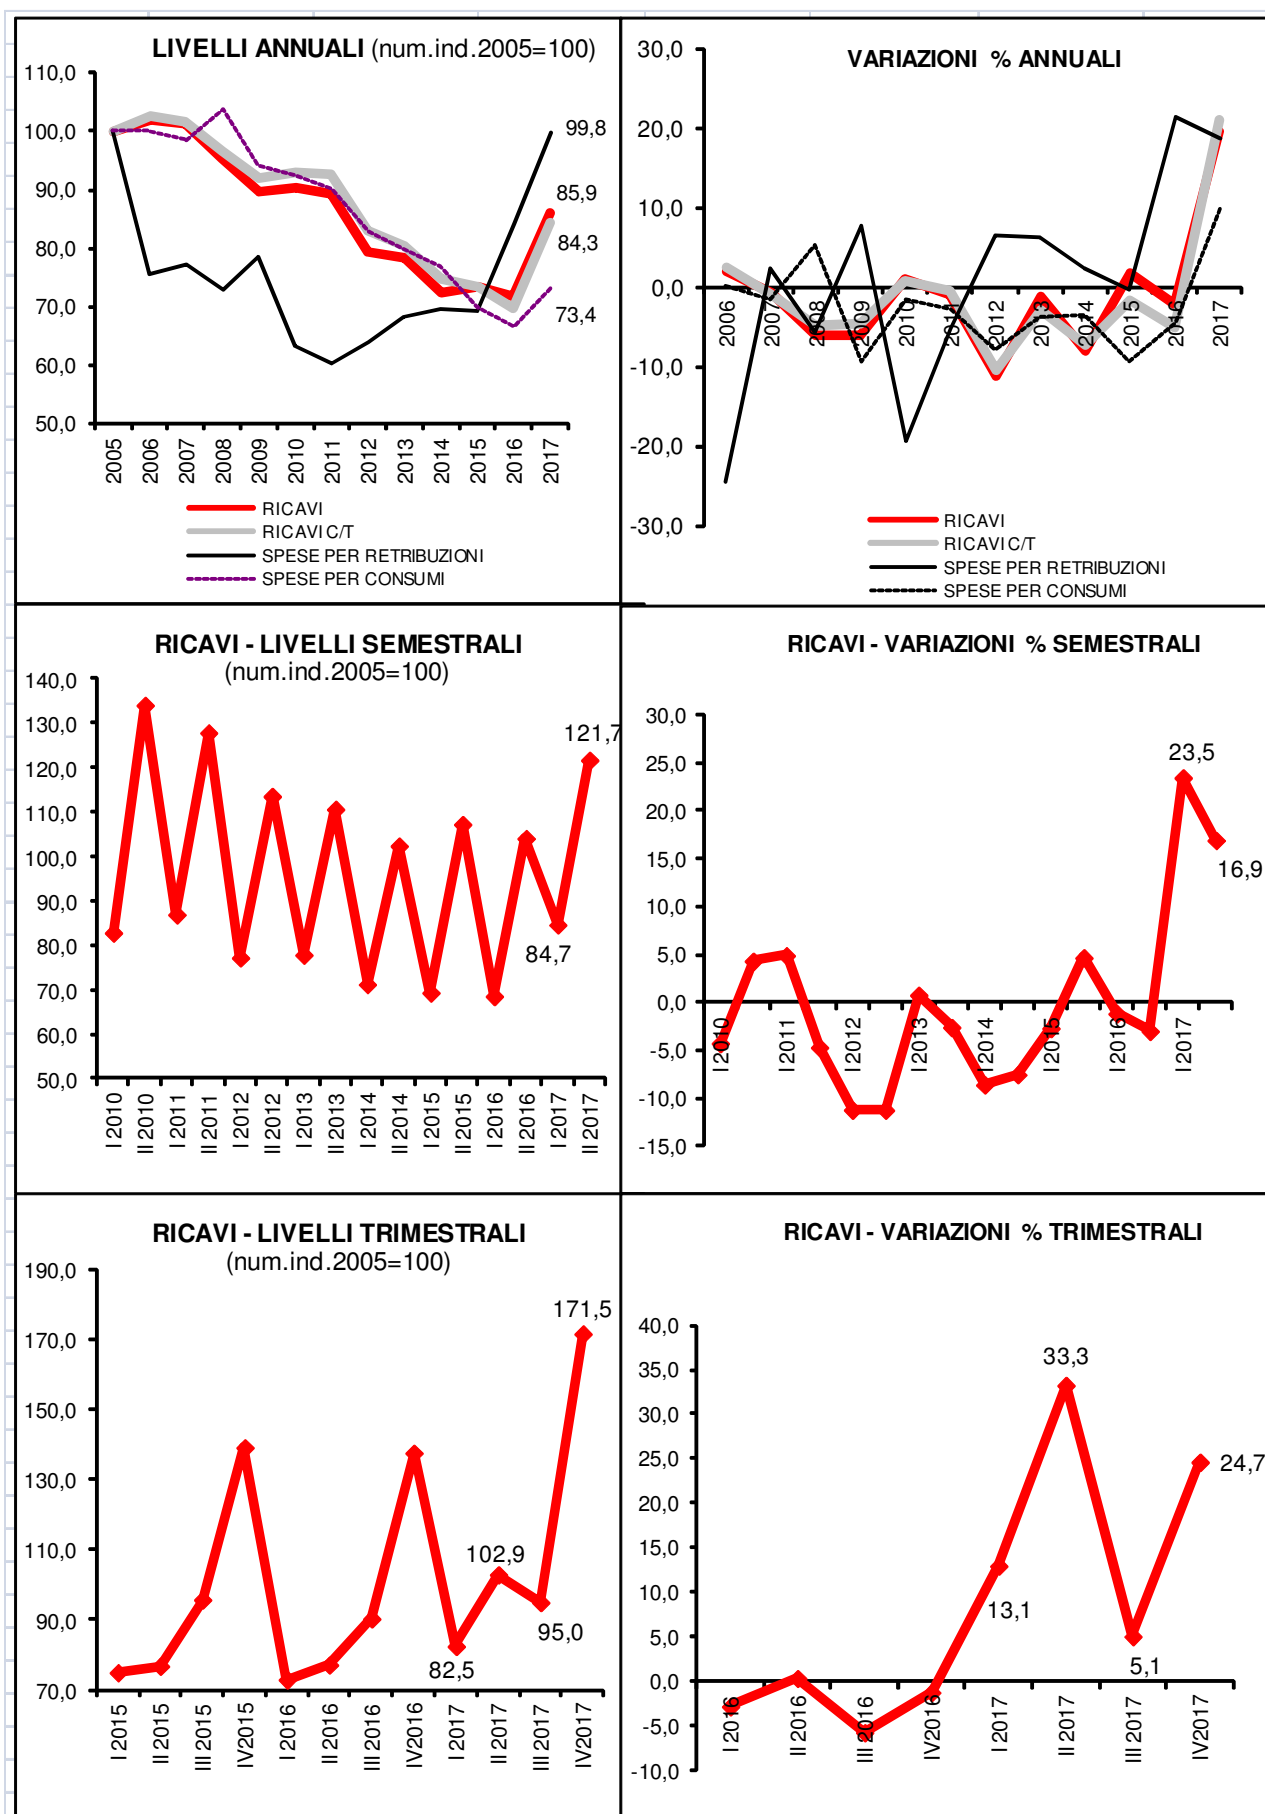 LIVELLI ANNUALI (num.ind.2005=100)
110,0
100,0
90,0
80,0
70,0
60,0
50,0
99,8
85,9
84,3
73,4
2005
2006
2007
2008
2009
2010
2011
2012
2013
2014
2015
2016
2017
RICAVI
RICAVI C/T
SPESE PER RETRIBUZIONI
SPESE PER CONSUMI
VARIAZIONI % ANNUALI
30,0
20,0
10,0
0,0
-10,0
-20,0
-30,0
2006
2007
2008
2009
2010
2011
2012
2013
2014
2015
2016
2017
RICAVI
RICAVI C/T
SPESE PER RETRIBUZIONI
SPESE PER CONSUMI
RICAVI - LIVELLI SEMESTRALI
(num.ind.2005=100)
140,0
130,0
120,0
110,0
100,0
90,0
80,0
70,0
60,0
50,0
121,7
84,7
I 2010
II 2010
I 2011
II 2011
I 2012
II 2012
I 2013
II 2013
I 2014
II 2014
I 2015
II 2015
I 2016
II 2016
I 2017
II 2017
RICAVI - VARIAZIONI % SEMESTRALI
30,0
25,0
20,0
15,0
10,0
5,0
0,0
-5,0
-10,0
-15,0
23,5
16,9
I 2010
I 2011
I 2012
I 2013
I 2014
I 2015
I 2016
I 2017
RICAVI - LIVELLI TRIMESTRALI
(num.ind.2005=100)
190,0
170,0
150,0
130,0
110,0
90,0
70,0
171,5
102,9
95,0
82,5
I 2015
II 2015
III 2015
IV2015
I 2016
II 2016
III 2016
IV2016
I 2017
II 2017
III 2017
IV2017
RICAVI - VARIAZIONI % TRIMESTRALI
40,0
35,0
30,0
25,0
20,0
15,0
10,0
5,0
0,0
-5,0
-10,0
33,3
24,7
13,1
5,1
I 2016
II 2016
III 2016
IV2016
I 2017
II 2017
III 2017
IV2017